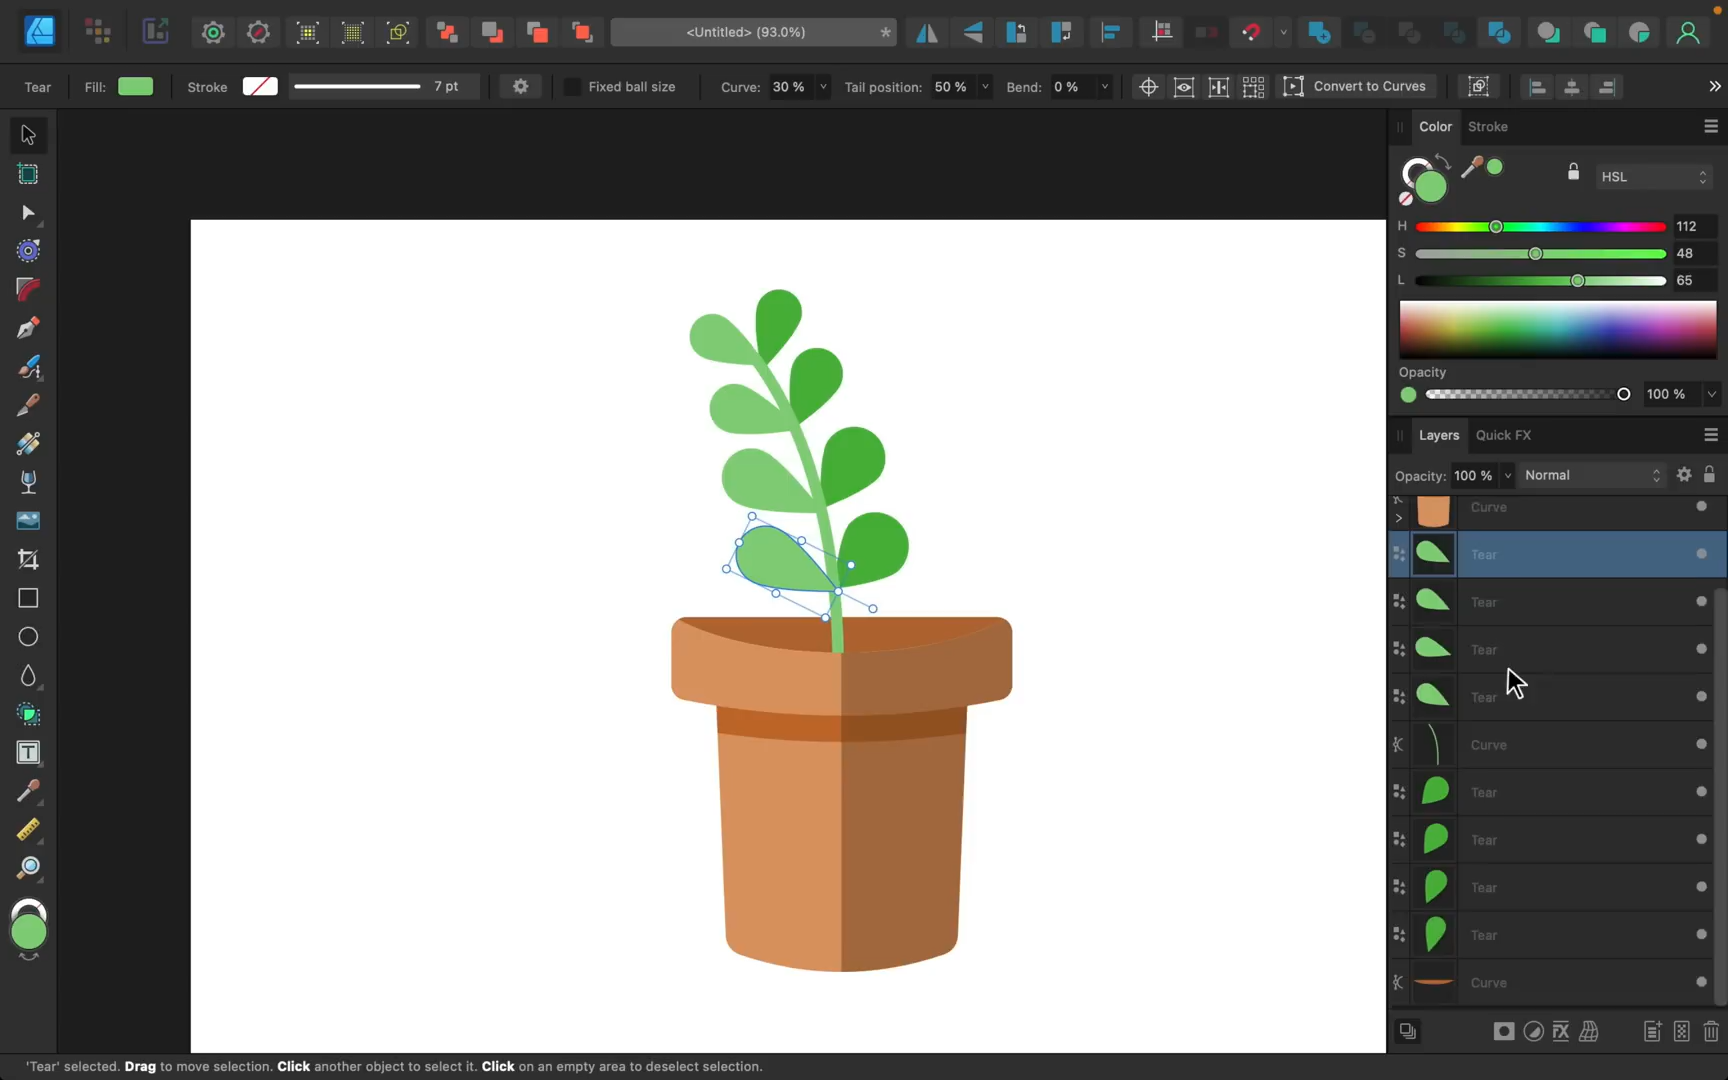 <Untitled> (93.0%) *
Tear Fill: Stroke 7 pt Fixed ball size Curve: 30 % Tail position: 50 % Bend: 0 % Convert to Curves
Color Stroke
HSL
H 112
S 48
L 65
Opacity
100 %
Layers Quick FX
Opacity: 100 % Normal
Curve
Tear
Tear
Tear
Tear
Curve
Tear
Tear
Tear
Tear
Curve
FX
T
'Tear' selected. Drag to move selection. Click another object to select it. Click on an empty area to deselect selection.